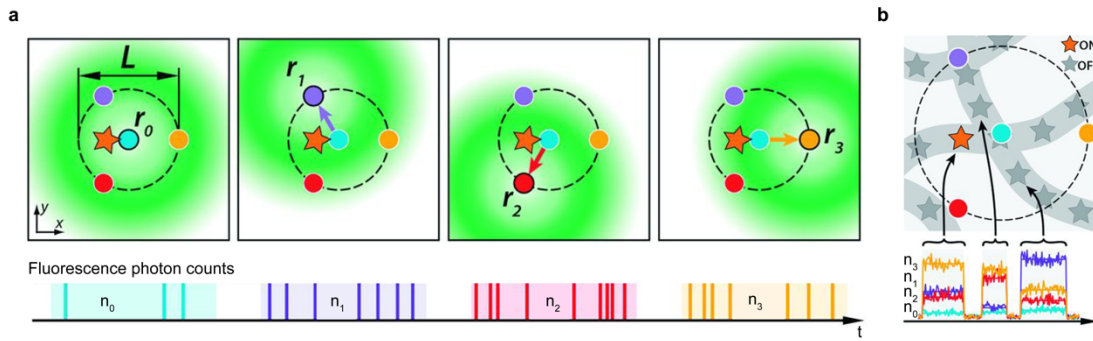 a
b
L
r0
r1
r2
r3
y
x
ON
OF
Fluorescence photon counts
n0
n1
n2
n3
t
n3
n1
n2
n0